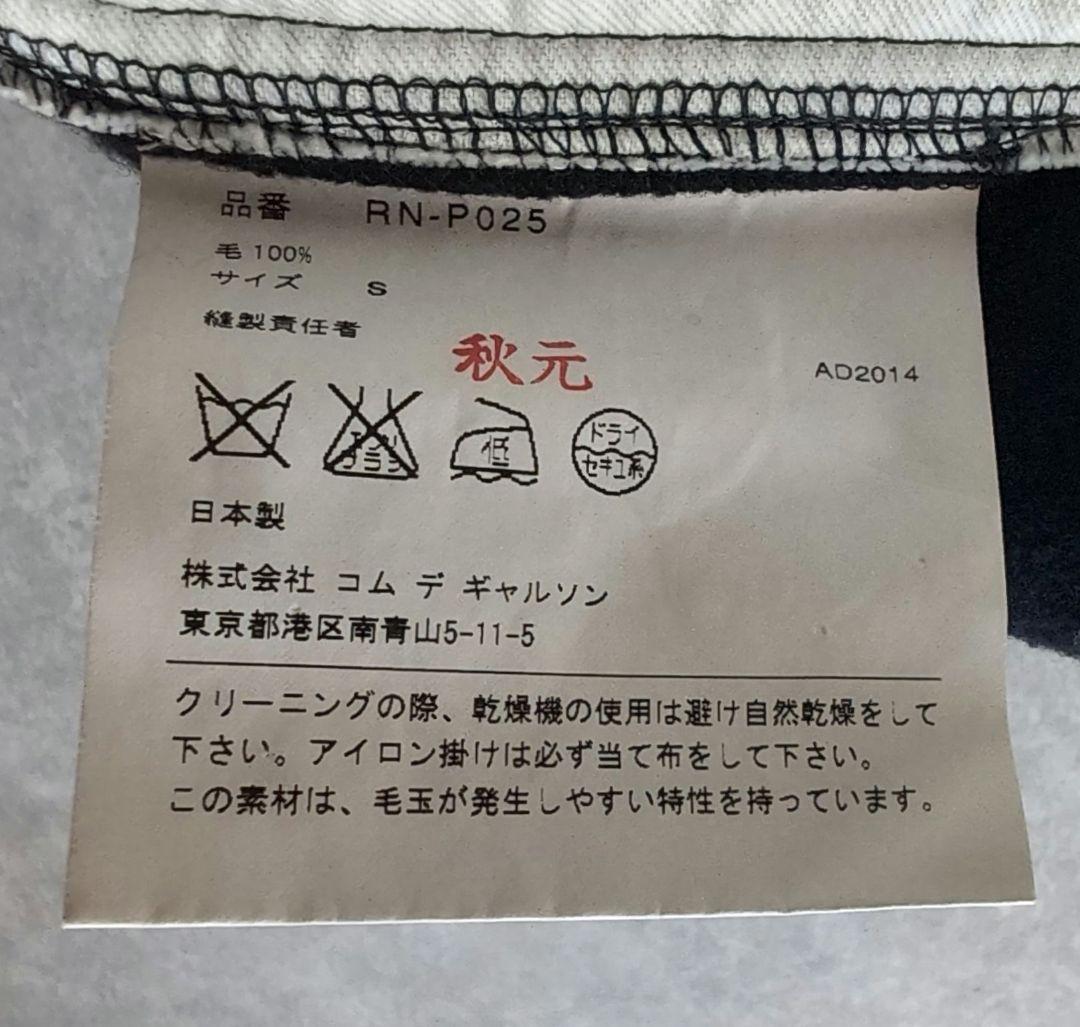 品番 RN-P025
毛 100%
サイズ S
縫製責任者 秋元
AD2014
エンソ
ブラシ
低
ドライ
セキユ系
日本製
株式会社 コム デ ギャルソン
東京都港区南青山5-11-5
クリーニングの際、乾燥機の使用は避け自然乾燥をして
下さい。アイロン掛けは必ず当て布をして下さい。
この素材は、毛玉が発生しやすい特性を持っています。